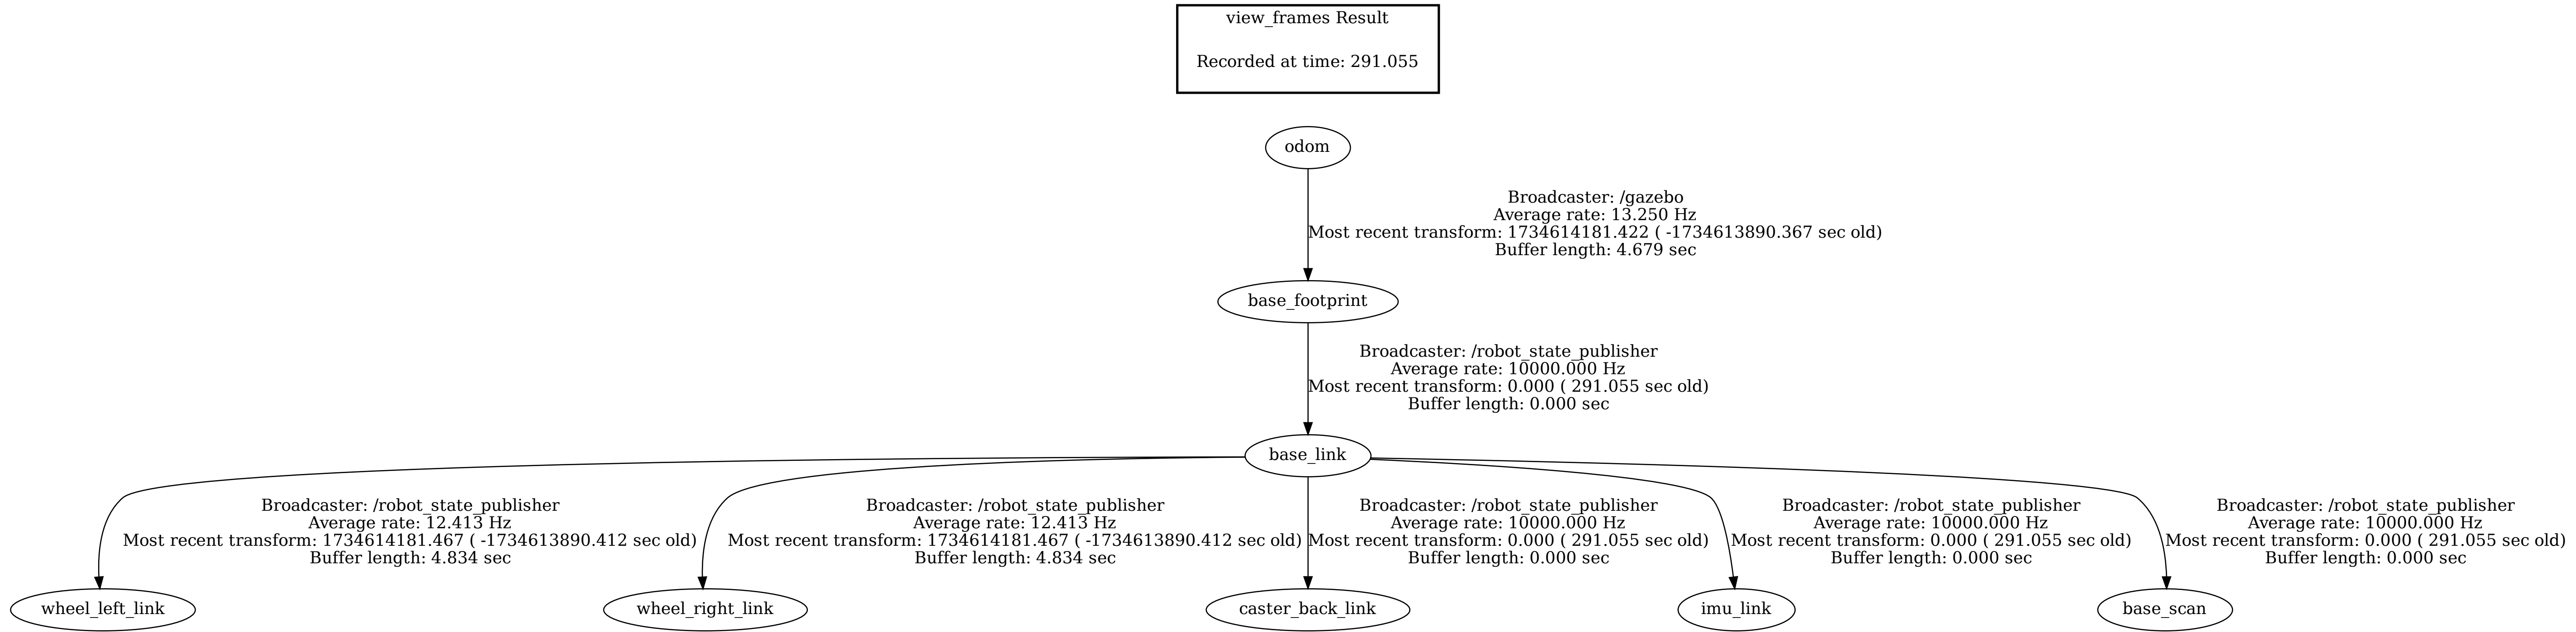 view_frames Result
Recorded at time: 291.055
odom
Broadcaster: /gazebo
Average rate: 13.250 Hz
Most recent transform: 1734614181.422 ( -1734613890.367 sec old)
Buffer length: 4.679 sec
base_footprint
Broadcaster: /robot_state_publisher
Average rate: 10000.000 Hz
Most recent transform: 0.000 ( 291.055 sec old)
Buffer length: 0.000 sec
base_link
Broadcaster: /robot_state_publisher
Average rate: 12.413 Hz
Most recent transform: 1734614181.467 ( -1734613890.412 sec old)
Buffer length: 4.834 sec
Broadcaster: /robot_state_publisher
Average rate: 12.413 Hz
Most recent transform: 1734614181.467 ( -1734613890.412 sec old)
Buffer length: 4.834 sec
Broadcaster: /robot_state_publisher
Average rate: 10000.000 Hz
Most recent transform: 0.000 ( 291.055 sec old)
Buffer length: 0.000 sec
Broadcaster: /robot_state_publisher
Average rate: 10000.000 Hz
Most recent transform: 0.000 ( 291.055 sec old)
Buffer length: 0.000 sec
Broadcaster: /robot_state_publisher
Average rate: 10000.000 Hz
Most recent transform: 0.000 ( 291.055 sec old)
Buffer length: 0.000 sec
wheel_left_link
wheel_right_link
caster_back_link
imu_link
base_scan